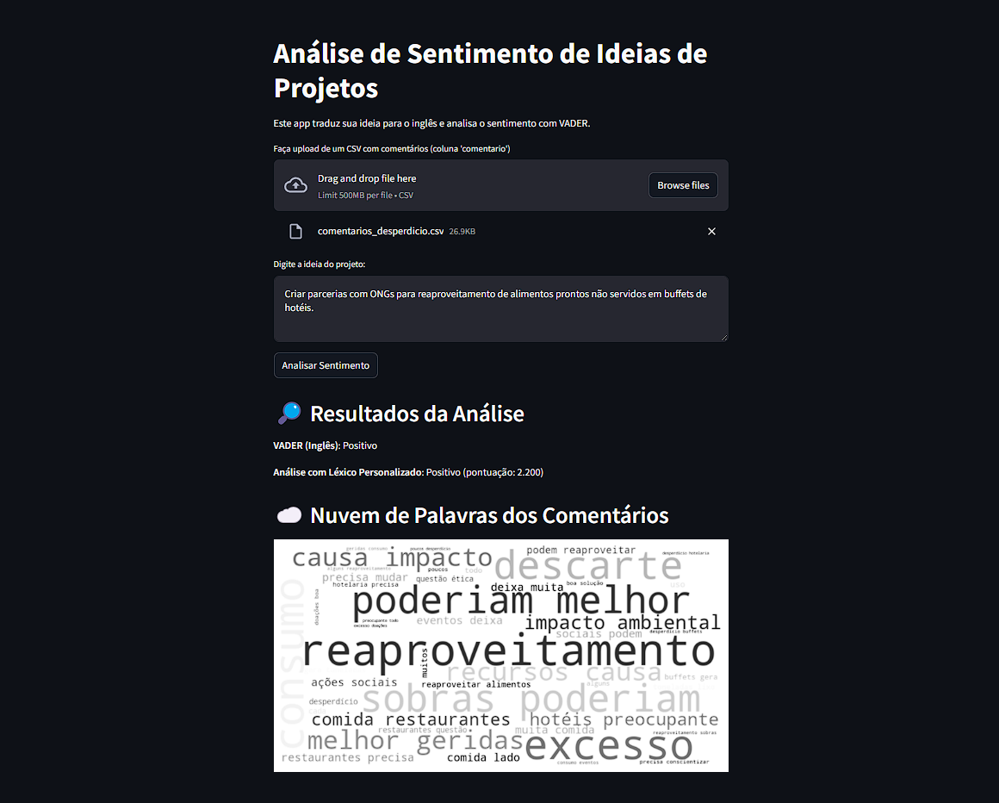 Análise de Sentimento de Ideias de
Projetos
Este app traduz sua ideia para o inglês e analisa o sentimento com VADER.
Faça upload de um CSV com comentários (coluna 'comentario')
Drag and drop file here
Limit 500MB per file • CSV
Browse files
comentarios_desperdicio.csv 26.9KB
Digite a ideia do projeto:
Criar parcerias com ONGs para reaproveitamento de alimentos prontos não servidos em buffets de
hotéis.
Analisar Sentimento
Resultados da Análise
VADER (Inglês): Positivo
Análise com Léxico Personalizado: Positivo (pontuação: 2.200)
Nuvem de Palavras dos Comentários
geridas consumo
poucos desperdício
podem reaproveitar
desperdício hotelaria
causa impacto
descarte
alguns reaproveitamento
poucos
todo
precisa mudar
questão ética
hotelaria precisa
deixa muita
boa solução
uso
doações boa
poderiam melhor
preocupante todo
excesso doações
eventos deixa
impacto ambiental
sociais podem
desperdício buffets
consumo
reaproveitamento
muitos
recursos causa
buffets gera
ações sociais
reaproveitar alimentos
alguns
sobras poderiam
desperdício
comida restaurantes
hotéis preocupante
restaurantes questão
muita comida
reaproveitamento sobras
melhor geridas
excesso
restaurantes precisa
comida lado
consumo eventos
precisa conscientizar